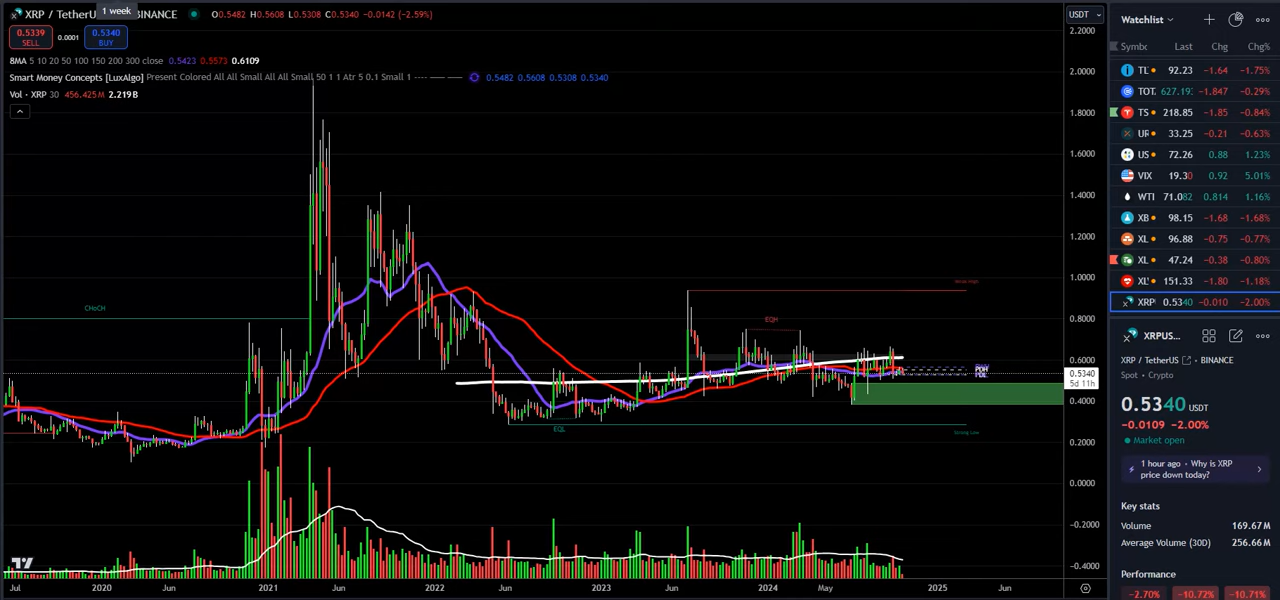 XRP / TetherUS BINANCE O0.5482 H0.5608 L0.5308 C0.5340 −0.0142 (−2.59%)
1 week
0.5339
SELL
0.0001
0.5340
BUY
8MA 5 10 20 50 100 150 200 300 close 0.5423 0.5573 0.6109
Smart Money Concepts [LuxAlgo] Present Colored All All Small All All Small 50 1 1 Atr 5 0.1 Small 1 0.5482 0.5608 0.5308 0.5340
Vol · XRP 30 456.425M 2.219B
CHoCH
EQL
EQH
Weak High
Strong Low
PDH
USDT
2.2000
2.0000
1.8000
1.6000
1.4000
1.2000
1.0000
0.8000
0.6000
0.5340
5d 11h
0.4000
0.2000
0.0000
−0.2000
−0.4000
Jul 2020 Jun 2021 Jun 2022 Jun 2023 Jun 2024 May 2025 Jun
Watchlist
Symbc Last Chg Chg%
TL 92.23 −1.64 −1.75%
TOT. 627.193 −1.847 −0.29%
TS 218.85 −1.85 −0.84%
UR 33.25 −0.21 −0.63%
US 72.26 0.88 1.23%
VIX 19.30 0.92 5.01%
WTI 71.082 0.814 1.16%
XB 98.15 −1.68 −1.68%
XL 96.88 −0.75 −0.77%
XL 47.24 −0.38 −0.80%
XL 151.33 −1.80 −1.18%
XRP 0.5340 −0.010 −2.00%
XRPUS...
XRP / TetherUS · BINANCE
Spot · Crypto
0.5340 USDT
−0.0109 −2.00%
Market open
1 hour ago · Why is XRP
price down today?
Key stats
Volume 169.67 M
Average Volume (30D) 256.66 M
Performance
−2.70% −10.72% −10.71%